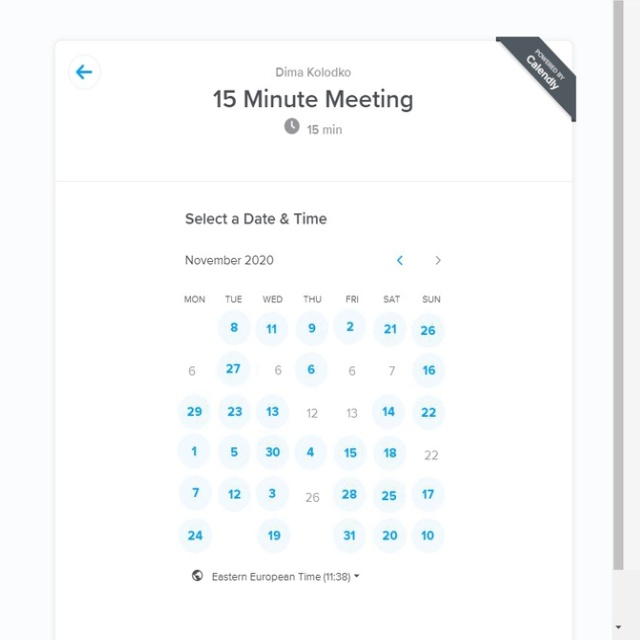 POWERED BY
Calendly
Dima Kolodko
15 Minute Meeting
15 min
Select a Date & Time
November 2020
MON TUE WED THU FRI SAT SUN
8 11 9 2 21 26
6 27 6 6 6 7 16
29 23 13 12 13 14 22
1 5 30 4 15 18 22
7 12 3 26 28 25 17
24 19 31 20 10
Eastern European Time (11:38)